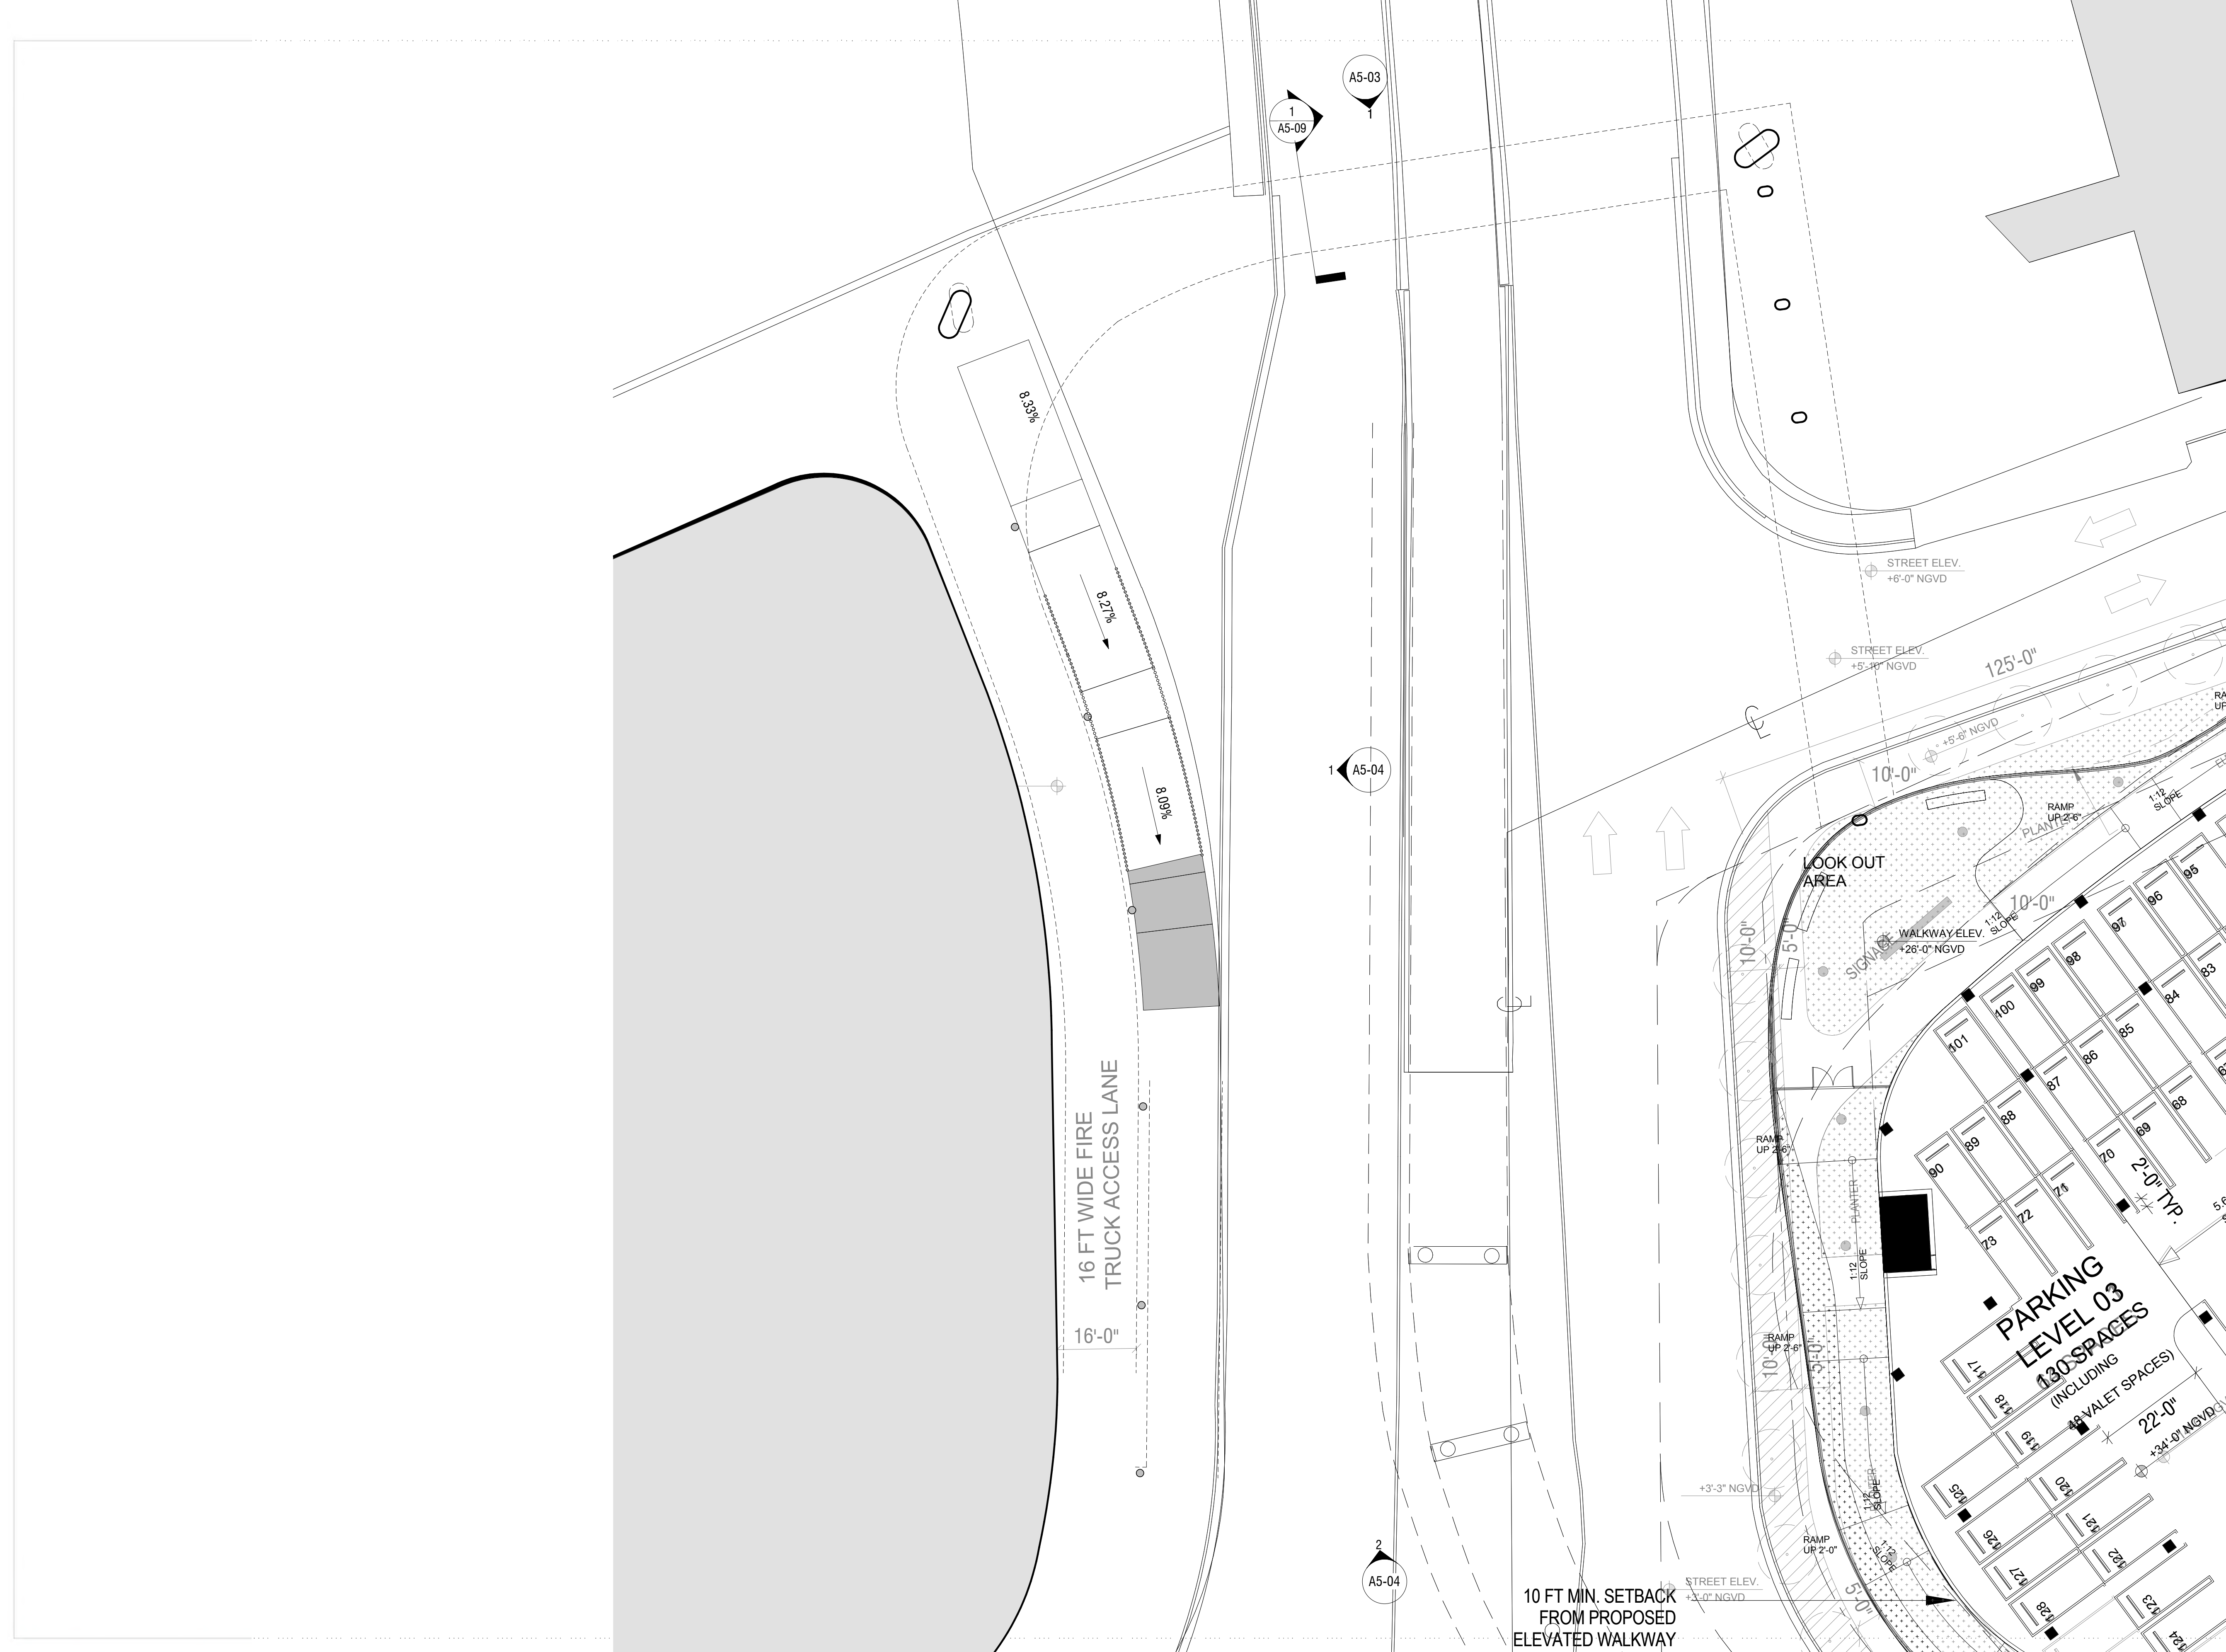 A5-03
1
1
A5-09
8.33%
STREET ELEV.
+6'-0" NGVD
8.27%
STREET ELEV.
+5'-10" NGVD
125'-0"
RA
UP
+5'-6" NGVD
1
A5-04
10'-0"
8.09%
1:12
SLOPE
RAMP
UP 2'-6"
PLANTER
LOOK OUT
AREA
95
96
10'-0"
97
1:12
SLOPE
10'-0"
5'-0"
WALKWAY ELEV.
+26'-0" NGVD
SIGNAGE
98
83
99
84
100
85
101
86
87
68
88
69
89
70
90
RAMP
UP 2'-6"
2'-0" TYP.
71
72
73
PLANTER
16 FT WIDE FIRE
TRUCK ACCESS LANE
1:12
SLOPE
PARKING
LEVEL 03
130 SPACES
(INCLUDING
48 VALET SPACES)
16'-0"
RAMP
UP 2'-6"
10'-0"
5'-0"
117
118
119
22'-0"
+34'-0" NGVD
120
121
122
123
124
125
126
127
128
1:12
SLOPE
+3'-3" NGVD
RAMP
UP 2'-0"
1:12
SLOPE
2
A5-04
STREET ELEV.
+3'-0" NGVD
5'-0"
10 FT MIN. SETBACK
FROM PROPOSED
ELEVATED WALKWAY